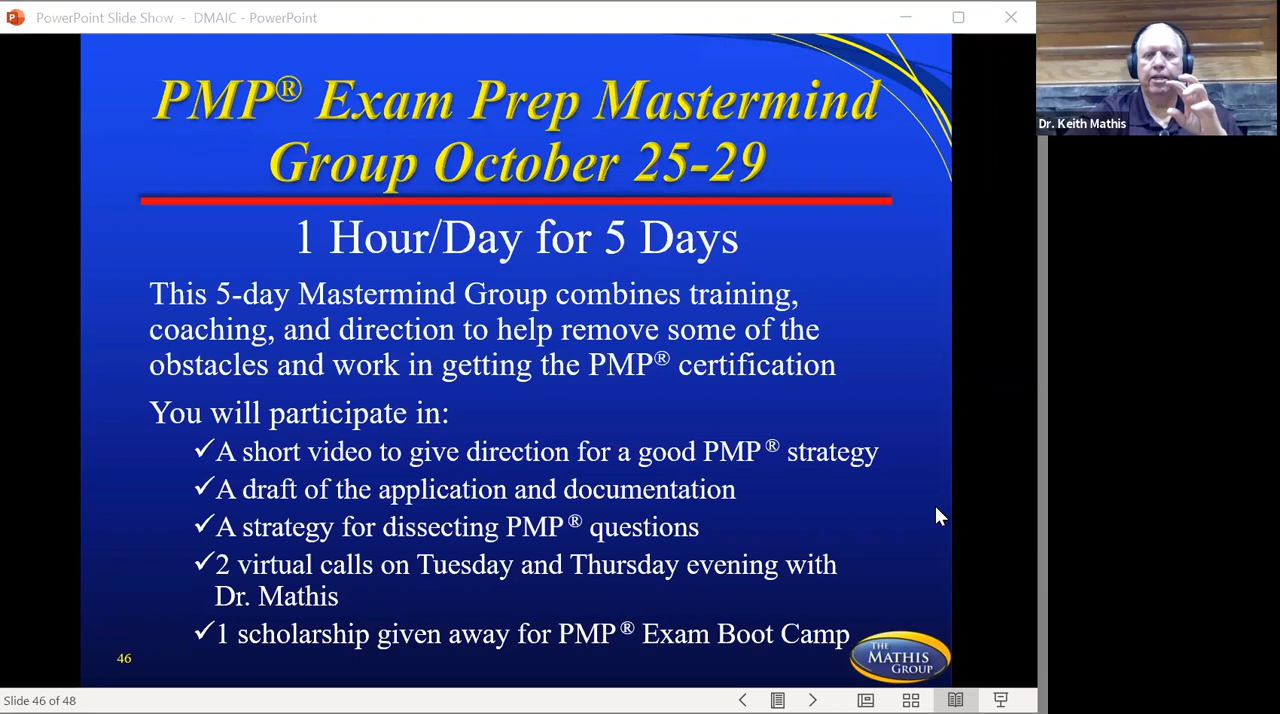 PowerPoint Slide Show - DMAIC - PowerPoint
PMP® Exam Prep Mastermind
Group October 25-29
1 Hour/Day for 5 Days
This 5-day Mastermind Group combines training,
coaching, and direction to help remove some of the
obstacles and work in getting the PMP® certification
You will participate in:
✓A short video to give direction for a good PMP® strategy
✓A draft of the application and documentation
✓A strategy for dissecting PMP® questions
✓2 virtual calls on Tuesday and Thursday evening with
Dr. Mathis
✓1 scholarship given away for PMP® Exam Boot Camp
46
THE
MATHIS
GROUP
Slide 46 of 48
Dr. Keith Mathis